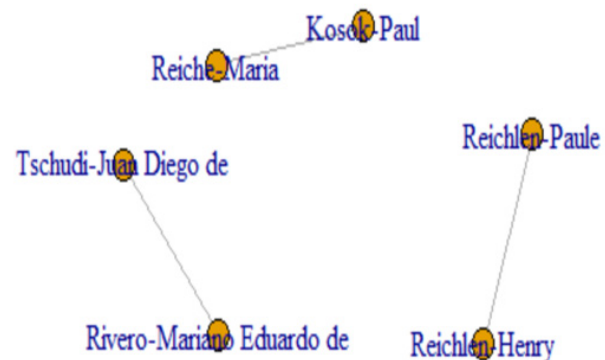 Kosok-Paul
Reiche-Maria
Reichlen-Paule
Tschudi-Juan Diego de
Rivero-Mariano Eduardo de
Reichlen-Henry